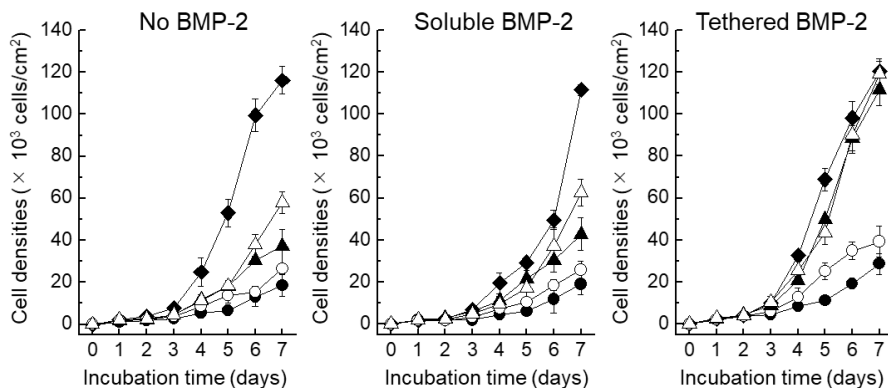 No BMP-2
140
120
100
80
60
40
20
0
Cell densities (× 10³ cells/cm²)
0 1 2 3 4 5 6 7
Incubation time (days)
Soluble BMP-2
140
120
100
80
60
40
20
0
Cell densities (× 10³ cells/cm²)
0 1 2 3 4 5 6 7
Incubation time (days)
Tethered BMP-2
140
120
100
80
60
40
20
0
Cell densities (× 10³ cells/cm²)
0 1 2 3 4 5 6 7
Incubation time (days)